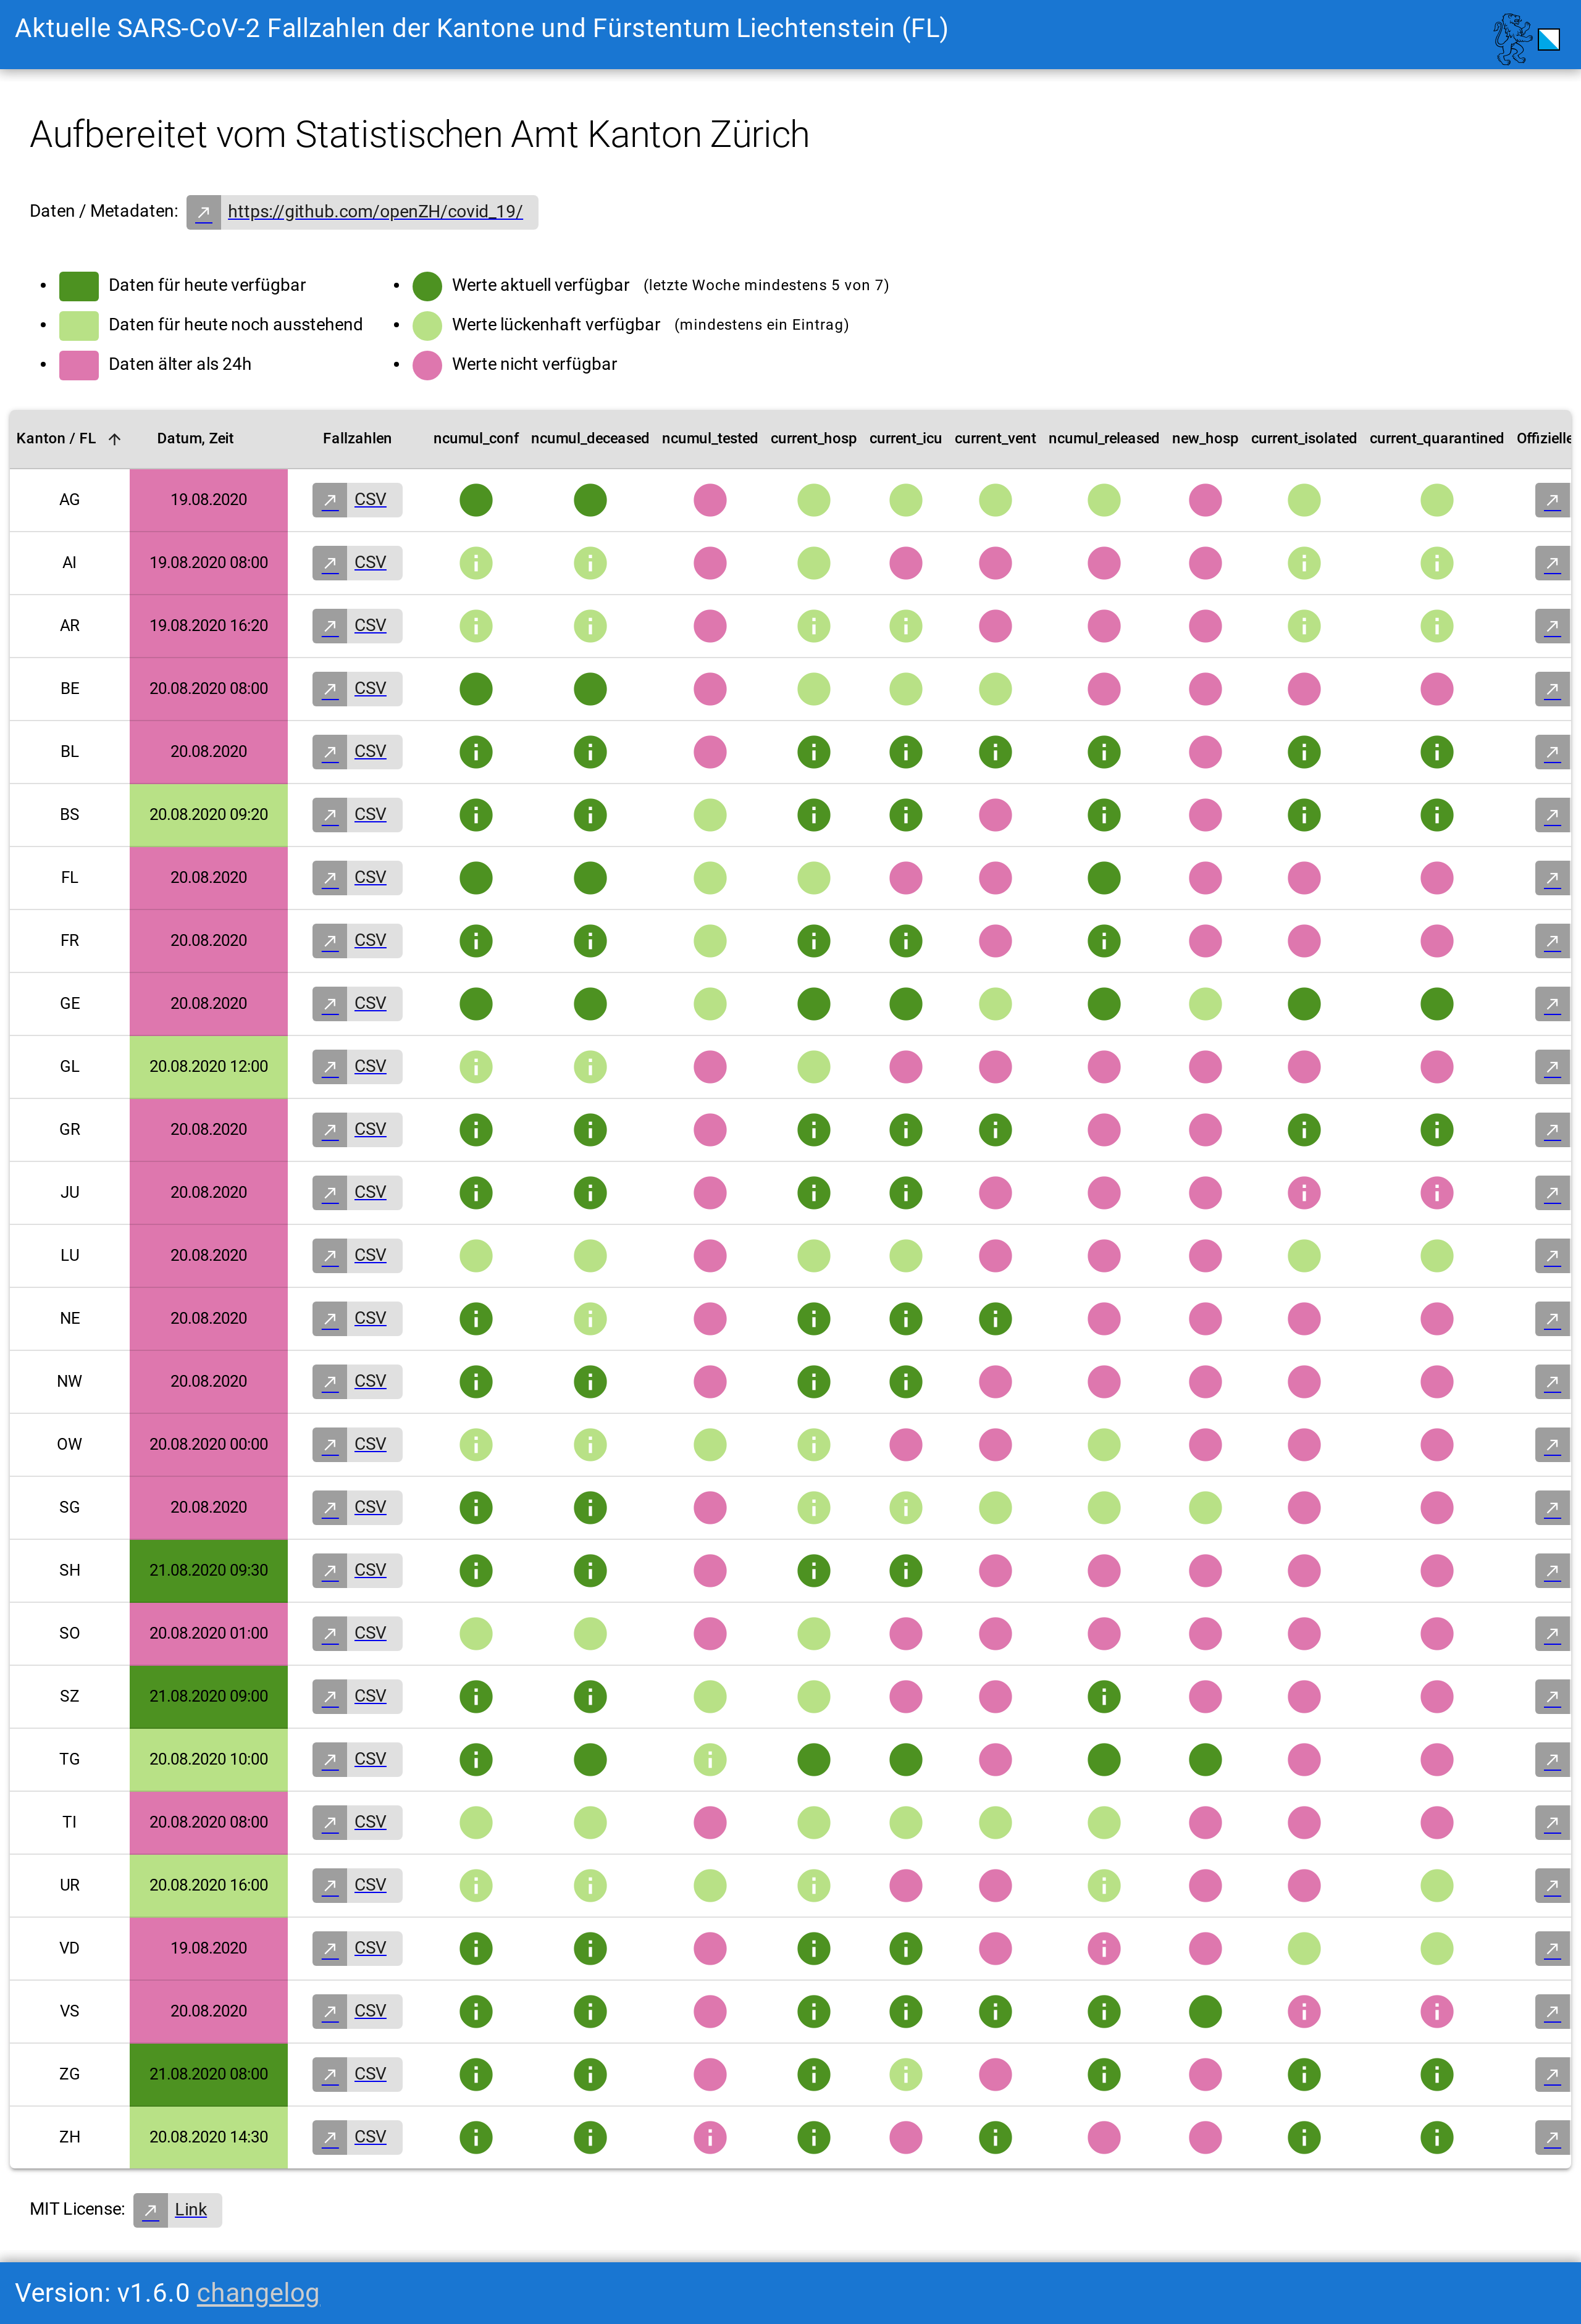 Aktuelle SARS-CoV-2 Fallzahlen der Kantone und Fürstentum Liechtenstein (FL)
Aufbereitet vom Statistischen Amt Kanton Zürich
Daten / Metadaten: https://github.com/openZH/covid_19/
Daten für heute verfügbar
Daten für heute noch ausstehend
Daten älter als 24h
Werte aktuell verfügbar (letzte Woche mindestens 5 von 7)
Werte lückenhaft verfügbar (mindestens ein Eintrag)
Werte nicht verfügbar
Kanton / FL Datum, Zeit Fallzahlen ncumul_conf ncumul_deceased ncumul_tested current_hosp current_icu current_vent ncumul_released new_hosp current_isolated current_quarantined Offizielle
AG 19.08.2020 CSV
AI 19.08.2020 08:00 CSV
AR 19.08.2020 16:20 CSV
BE 20.08.2020 08:00 CSV
BL 20.08.2020 CSV
BS 20.08.2020 09:20 CSV
FL 20.08.2020 CSV
FR 20.08.2020 CSV
GE 20.08.2020 CSV
GL 20.08.2020 12:00 CSV
GR 20.08.2020 CSV
JU 20.08.2020 CSV
LU 20.08.2020 CSV
NE 20.08.2020 CSV
NW 20.08.2020 CSV
OW 20.08.2020 00:00 CSV
SG 20.08.2020 CSV
SH 21.08.2020 09:30 CSV
SO 20.08.2020 01:00 CSV
SZ 21.08.2020 09:00 CSV
TG 20.08.2020 10:00 CSV
TI 20.08.2020 08:00 CSV
UR 20.08.2020 16:00 CSV
VD 19.08.2020 CSV
VS 20.08.2020 CSV
ZG 21.08.2020 08:00 CSV
ZH 20.08.2020 14:30 CSV
MIT License: Link
Version: v1.6.0 changelog